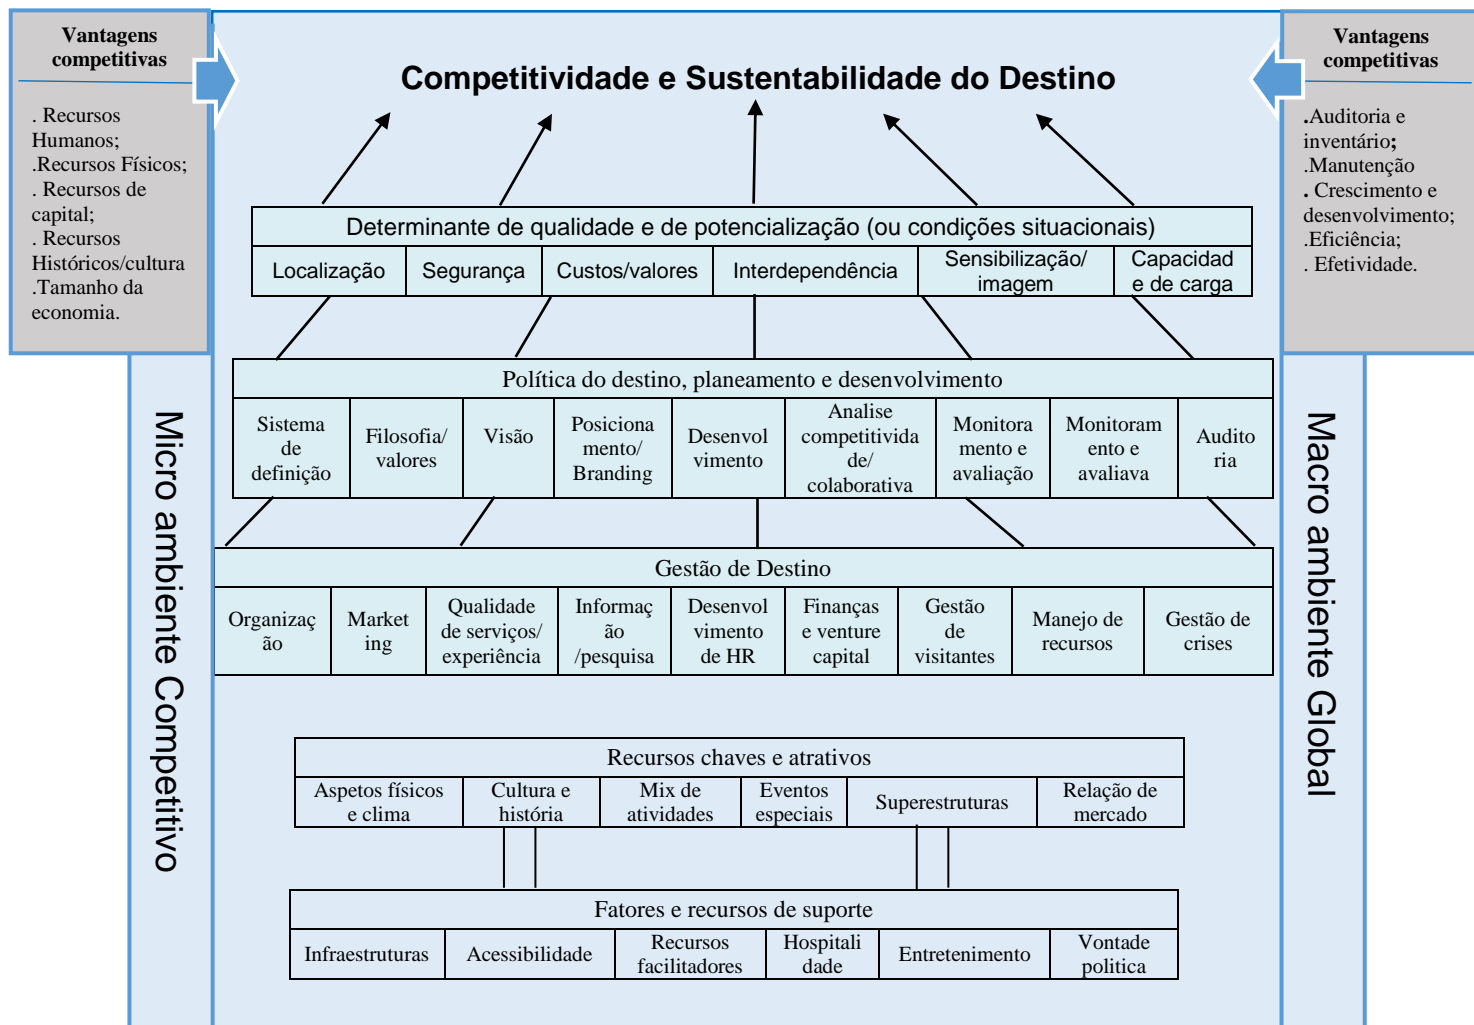 Vantagens
competitivas
. Recursos
Humanos;
.Recursos Físicos;
. Recursos de
capital;
. Recursos
Históricos/cultura
.Tamanho da
economia.
Competitividade e Sustentabilidade do Destino
Vantagens
competitivas
.Auditoria e
inventário;
.Manutenção
. Crescimento e
desenvolvimento;
.Eficiência;
. Efetividade.
Determinante de qualidade e de potencialização (ou condições situacionais)
Localização
Segurança
Custos/valores
Interdependência
Sensibilização/
imagem
Capacidad
e de carga
Política do destino, planeamento e desenvolvimento
Sistema
de
definição
Filosofia/
valores
Visão
Posiciona
mento/
Branding
Desenvol
vimento
Analise
competitivida
de/
colaborativa
Monitora
mento e
avaliação
Monitoram
ento e
avaliava
Audito
ria
Gestão de Destino
Organizaç
ão
Market
ing
Qualidade
de serviços/
experiência
Informaç
ão
/pesquisa
Desenvol
vimento
de HR
Finanças
e venture
capital
Gestão
de
visitantes
Manejo de
recursos
Gestão de
crises
Recursos chaves e atrativos
Aspetos físicos
e clima
Cultura e
história
Mix de
atividades
Eventos
especiais
Superestruturas
Relação de
mercado
Fatores e recursos de suporte
Infraestruturas
Acessibilidade
Recursos
facilitadores
Hospitali
dade
Entretenimento
Vontade
politica
Micro ambiente Competitivo
Macro ambiente Global